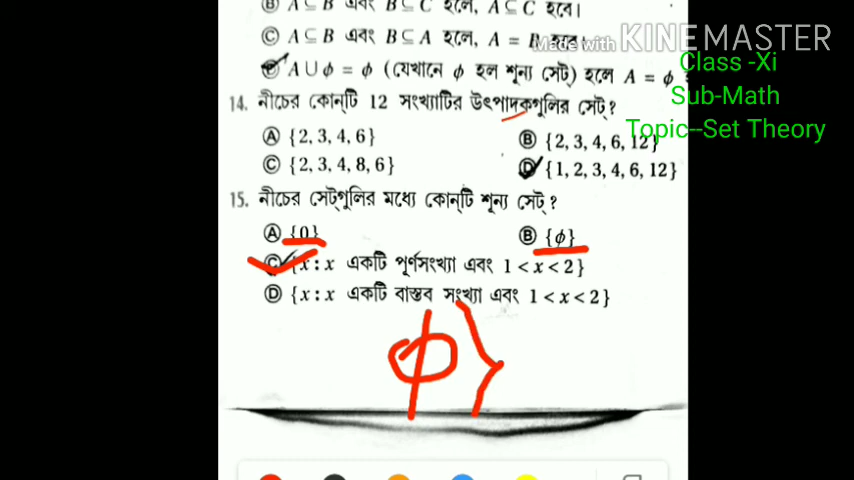 Ⓑ A ⊆ B এবং B ⊆ C হলে, A ⊆ C হবে।
Ⓒ A ⊆ B এবং B ⊆ A হলে, A = B হবে।
Made with KINEMASTER
A ∪ ϕ = ϕ (যেখানে ϕ হল শূন্য সেট) হলে A = ϕ
Class -Xi
Sub-Math
Topic--Set Theory
14. নীচের কোন্‌টি 12 সংখ্যাটির উৎপাদকগুলির সেট্‌?
Ⓐ {2, 3, 4, 6} Ⓑ {2, 3, 4, 6, 12}
Ⓒ {2, 3, 4, 8, 6} Ⓓ {1, 2, 3, 4, 6, 12}
15. নীচের সেট্‌গুলির মধ্যে কোন্‌টি শূন্য সেট্‌?
Ⓐ {0} Ⓑ {ϕ}
Ⓒ {x : x একটি পূর্ণসংখ্যা এবং 1 < x < 2}
Ⓓ {x : x একটি বাস্তব সংখ্যা এবং 1 < x < 2}
ϕ }